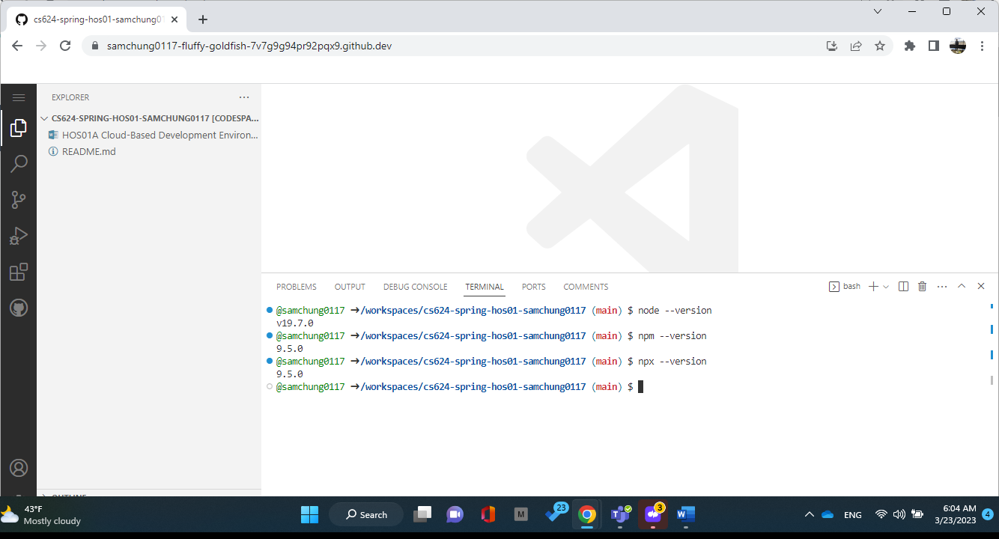 cs624-spring-hos01-samchung01
samchung0117-fluffy-goldfish-7v7g9g94pr92pqx9.github.dev
EXPLORER
CS624-SPRING-HOS01-SAMCHUNG0117 [CODESPA...
HOS01A Cloud-Based Development Environ...
README.md
PROBLEMS OUTPUT DEBUG CONSOLE TERMINAL PORTS COMMENTS
bash
@samchung0117 ➜/workspaces/cs624-spring-hos01-samchung0117 (main) $ node --version
v19.7.0
@samchung0117 ➜/workspaces/cs624-spring-hos01-samchung0117 (main) $ npm --version
9.5.0
@samchung0117 ➜/workspaces/cs624-spring-hos01-samchung0117 (main) $ npx --version
9.5.0
@samchung0117 ➜/workspaces/cs624-spring-hos01-samchung0117 (main) $
OUTLINE
43°F
Mostly cloudy
Search
M
23
3
W
ENG
6:04 AM
3/23/2023
4